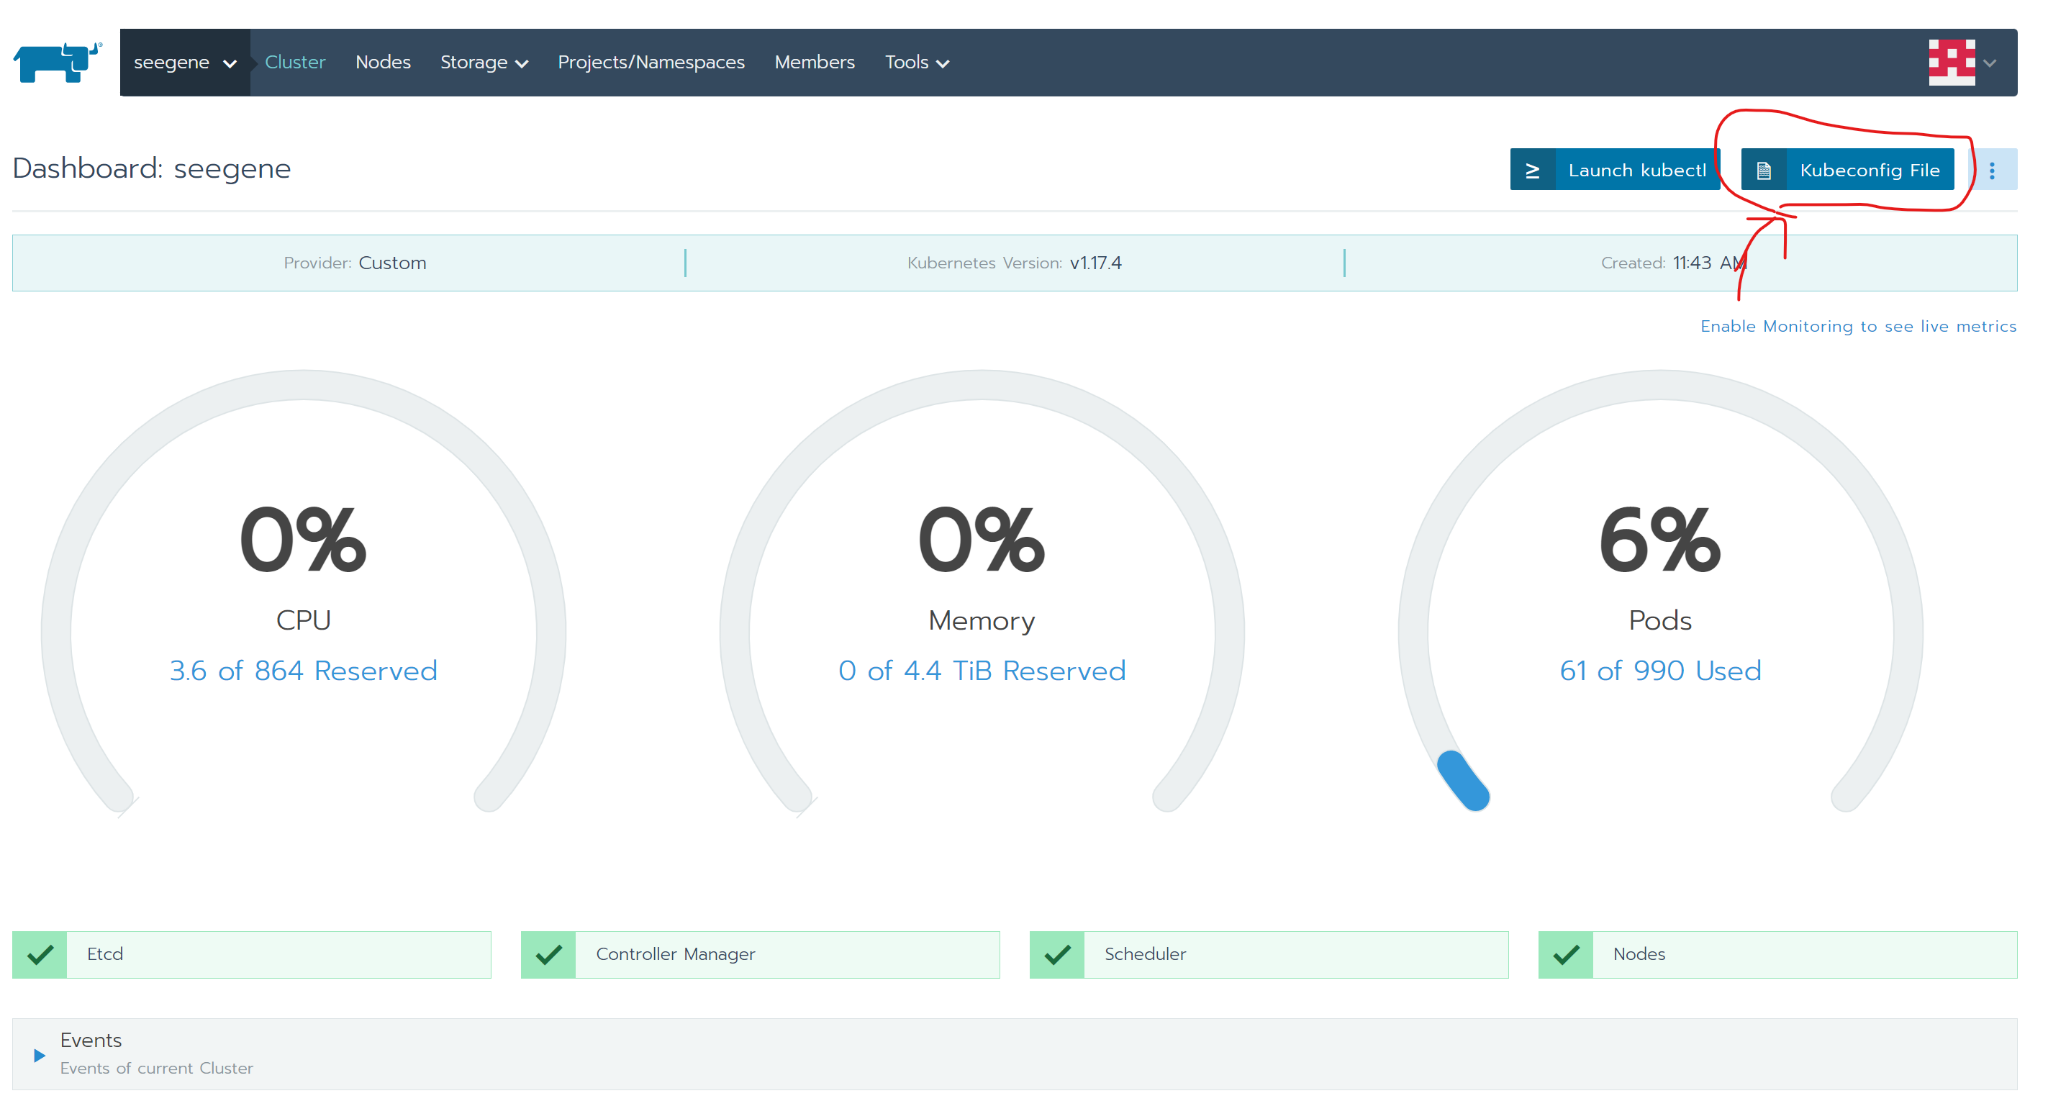 seegene Cluster Nodes Storage Projects/Namespaces Members Tools
Dashboard: seegene
Launch kubectl
Kubeconfig File
Provider: Custom
Kubernetes Version: v1.17.4
Created: 11:43 AM
Enable Monitoring to see live metrics
0%
CPU
3.6 of 864 Reserved
0%
Memory
0 of 4.4 TiB Reserved
6%
Pods
61 of 990 Used
Etcd
Controller Manager
Scheduler
Nodes
Events
Events of current Cluster